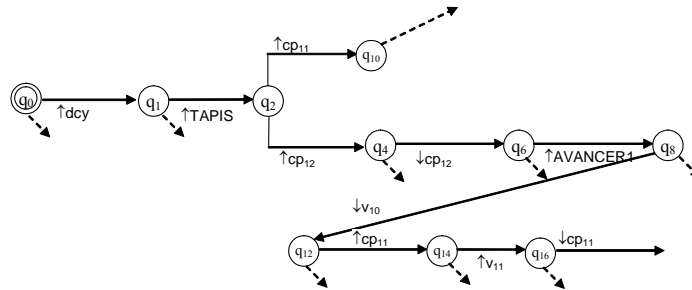 ↑cp₁₁
q₁₀
q₀
↑dcy
q₁
↑TAPIS
q₂
↑cp₁₂
q₄
↓cp₁₂
q₆
↑AVANCER1
q₈
↓v₁₀
q₁₂
↑cp₁₁
q₁₄
↑v₁₁
q₁₆
↓cp₁₁